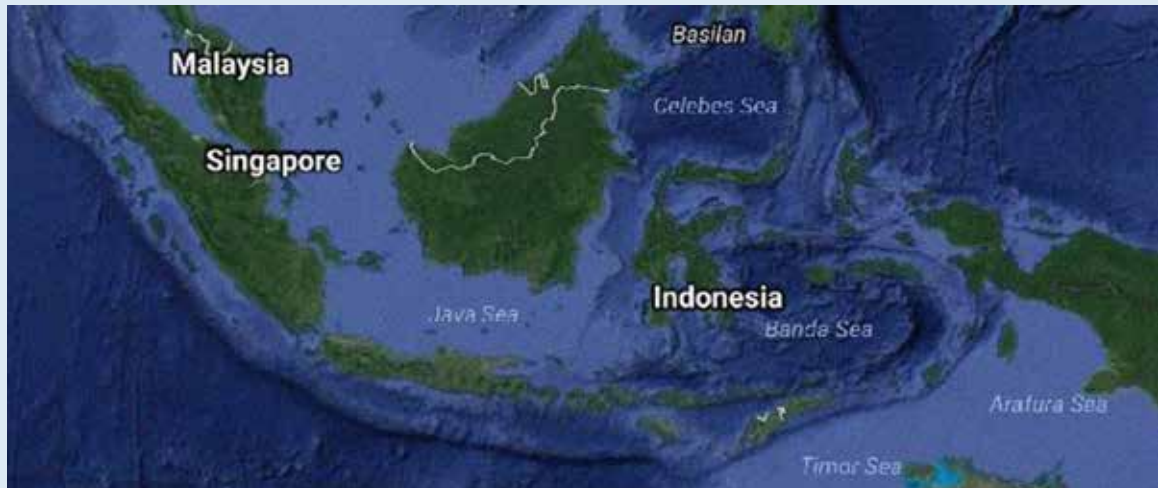 Basilan
Malaysia
Celebes Sea
Singapore
Indonesia
Java Sea
Banda Sea
Arafura Sea
Timor Sea